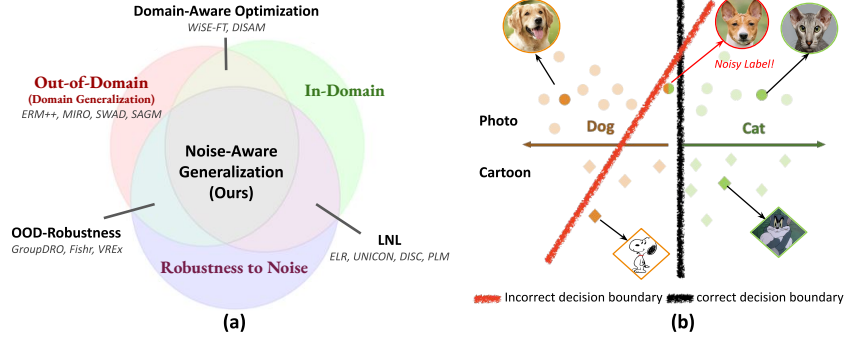 Domain-Aware Optimization
WiSE-FT, DISAM
Out-of-Domain
(Domain Generalization)
ERM++, MIRO, SWAD, SAGM
In-Domain
Noise-Aware
Generalization
(Ours)
OOD-Robustness
GroupDRO, Fishr, VREx
LNL
ELR, UNICON, DISC, PLM
Robustness to Noise
(a)
Noisy Label!
Photo
Dog
Cat
Cartoon
Incorrect decision boundary
correct decision boundary
(b)